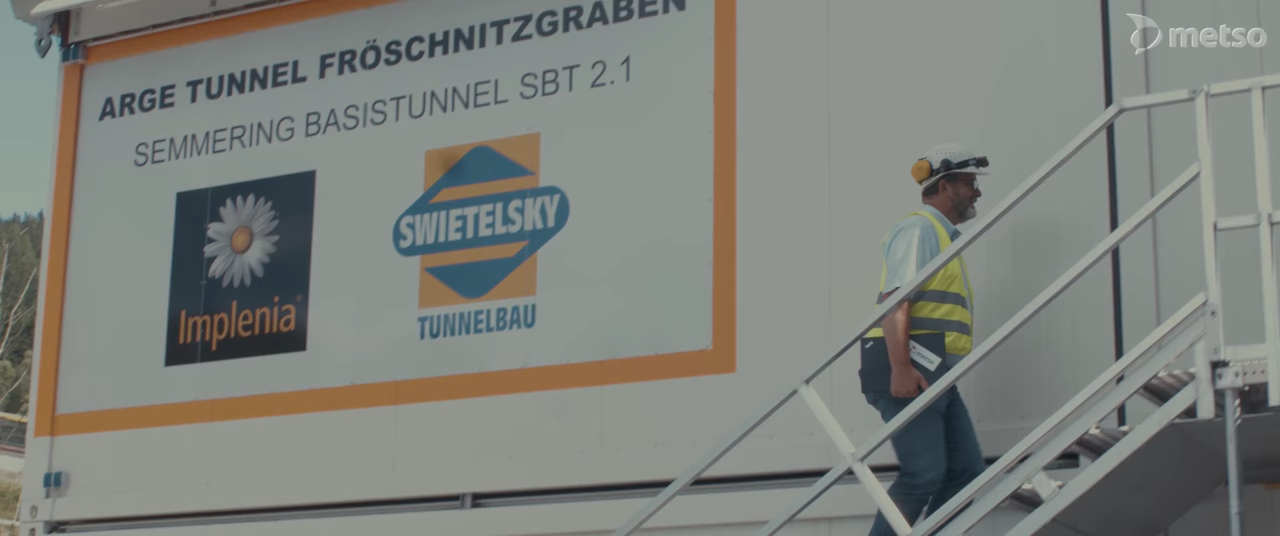 metso
ARGE TUNNEL FRÖSCHNITZGRABEN
SEMMERING BASISTUNNEL SBT 2.1
Implenia®
SWIETELSKY
TUNNELBAU